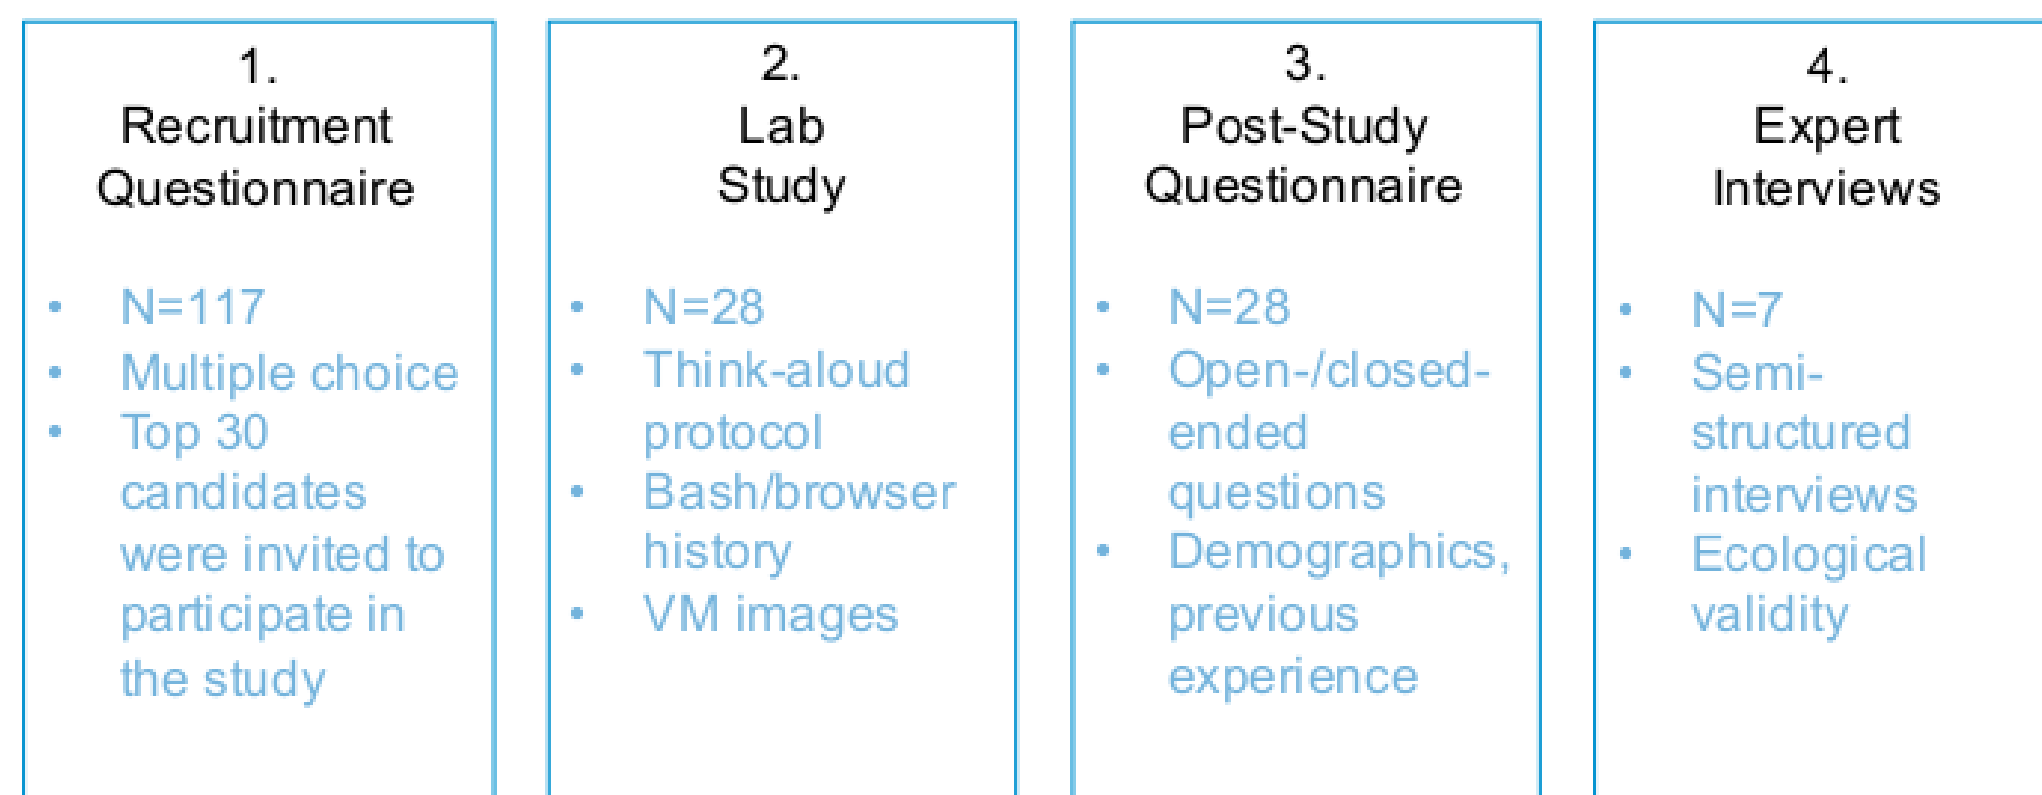 1.
Recruitment
Questionnaire
• N=117
• Multiple choice
• Top 30
candidates
were invited to
participate in
the study
2.
Lab
Study
• N=28
• Think-aloud
protocol
• Bash/browser
history
• VM images
3.
Post-Study
Questionnaire
• N=28
• Open-/closed-
ended
questions
• Demographics,
previous
experience
4.
Expert
Interviews
• N=7
• Semi-
structured
interviews
• Ecological
validity